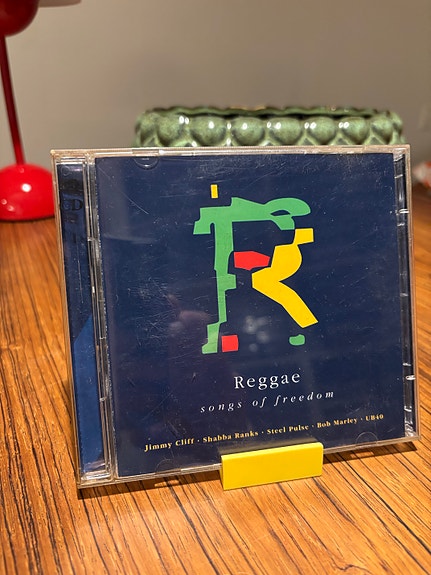 Reggae
songs of freedom
Jimmy Cliff · Shabba Ranks · Steel Pulse · Bob Marley · UB40